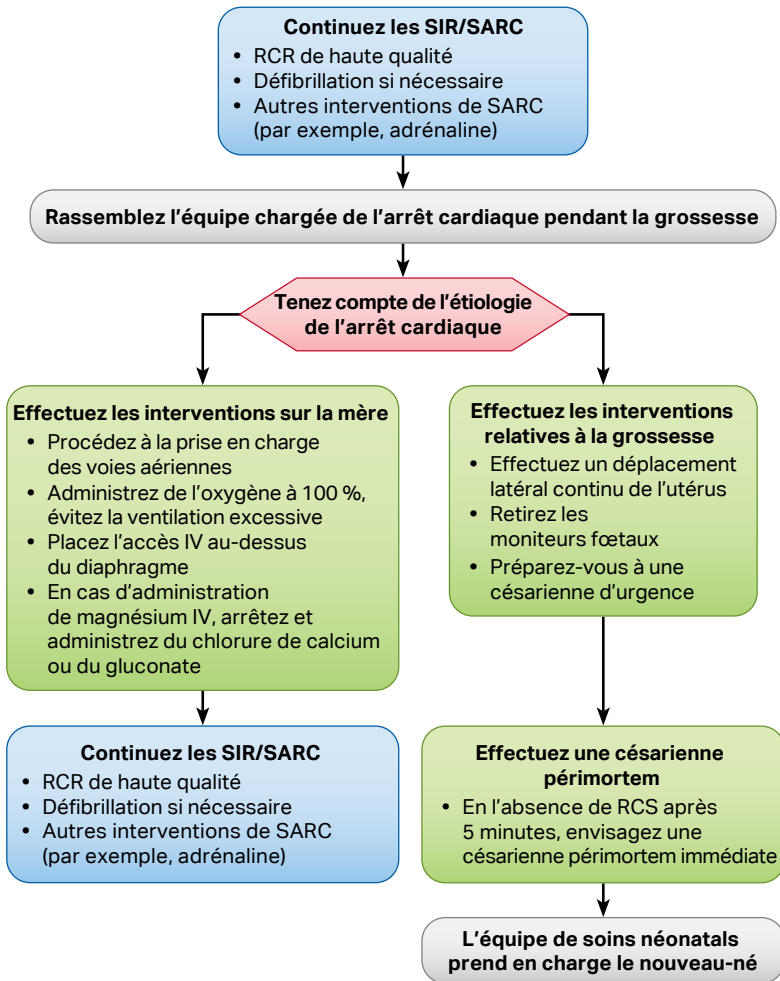 Continuez les SIR/SARC
• RCR de haute qualité
• Défibrillation si nécessaire
• Autres interventions de SARC
(par exemple, adrénaline)
Rassemblez l'équipe chargée de l'arrêt cardiaque pendant la grossesse
Tenez compte de l'étiologie
de l'arrêt cardiaque
Effectuez les interventions sur la mère
• Procédez à la prise en charge
des voies aériennes
• Administrez de l'oxygène à 100 %,
évitez la ventilation excessive
• Placez l'accès IV au-dessus
du diaphragme
• En cas d'administration
de magnésium IV, arrêtez et
administrez du chlorure de calcium
ou du gluconate
Continuez les SIR/SARC
• RCR de haute qualité
• Défibrillation si nécessaire
• Autres interventions de SARC
(par exemple, adrénaline)
Effectuez les interventions
relatives à la grossesse
• Effectuez un déplacement
latéral continu de l'utérus
• Retirez les
moniteurs fœtaux
• Préparez-vous à une
césarienne d'urgence
Effectuez une césarienne
périmortem
• En l'absence de RCS après
5 minutes, envisagez une
césarienne périmortem immédiate
L'équipe de soins néonatals
prend en charge le nouveau-né